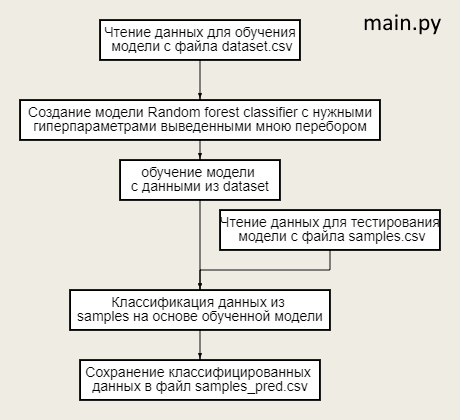 main.py
Чтение данных для обучения
модели с файла dataset.csv
Создание модели Random forest classifier с нужными
гиперпараметрами выведенными мною перебором
обучение модели
с данными из dataset
Чтение данных для тестирования
модели с файла samples.csv
Классификация данных из
samples на основе обученной модели
Сохранение классифицированных
данных в файл samples_pred.csv